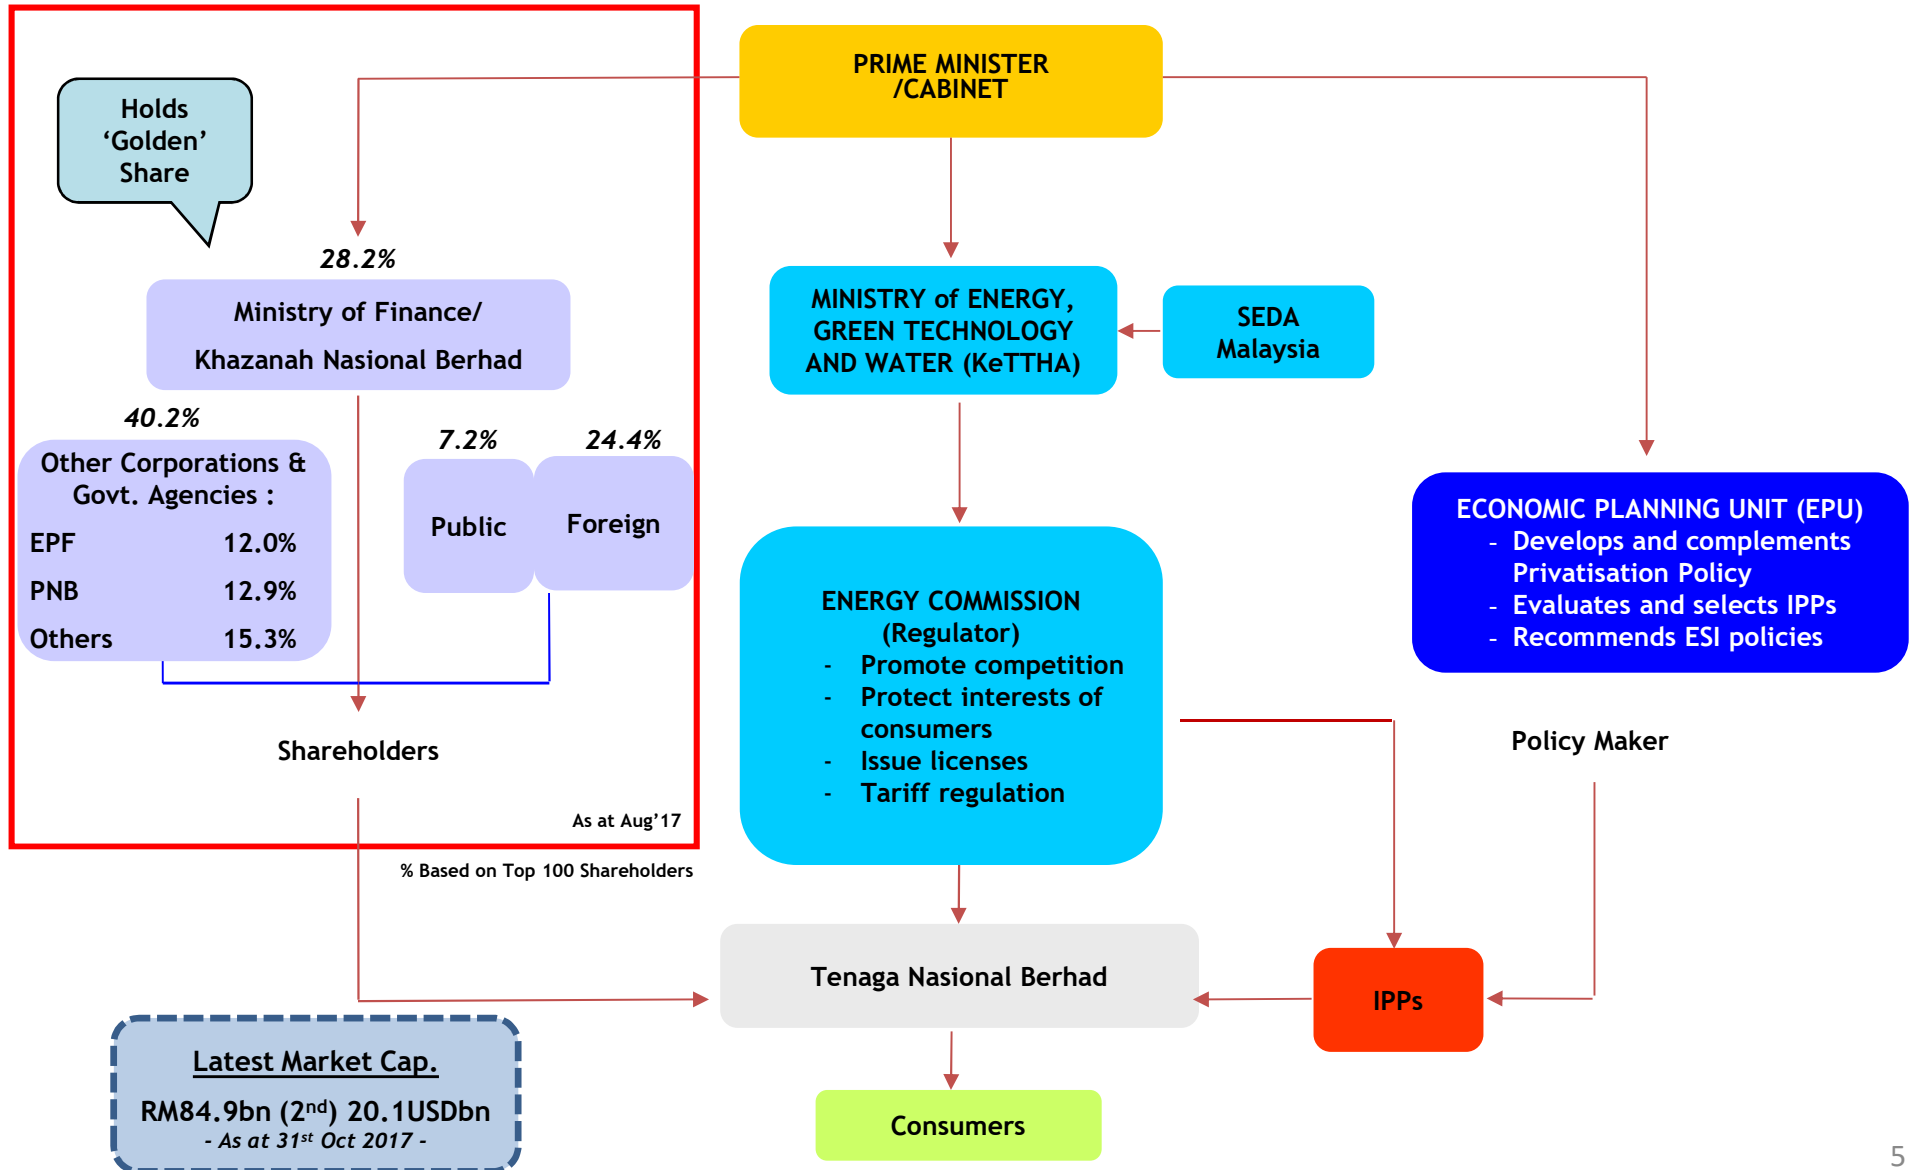 PRIME MINISTER
/CABINET
Holds
‘Golden’
Share
28.2%
Ministry of Finance/
Khazanah Nasional Berhad
MINISTRY of ENERGY,
GREEN TECHNOLOGY
AND WATER (KeTTHA)
SEDA
Malaysia
40.2%
Other Corporations &
Govt. Agencies :
EPF 12.0%
PNB 12.9%
Others 15.3%
7.2%
Public
24.4%
Foreign
Shareholders
As at Aug’17
% Based on Top 100 Shareholders
ENERGY COMMISSION
(Regulator)
- Promote competition
- Protect interests of
consumers
- Issue licenses
- Tariff regulation
ECONOMIC PLANNING UNIT (EPU)
- Develops and complements
Privatisation Policy
- Evaluates and selects IPPs
- Recommends ESI policies
Policy Maker
Tenaga Nasional Berhad
IPPs
Latest Market Cap.
RM84.9bn (2nd) 20.1USDbn
- As at 31st Oct 2017 -
Consumers
5